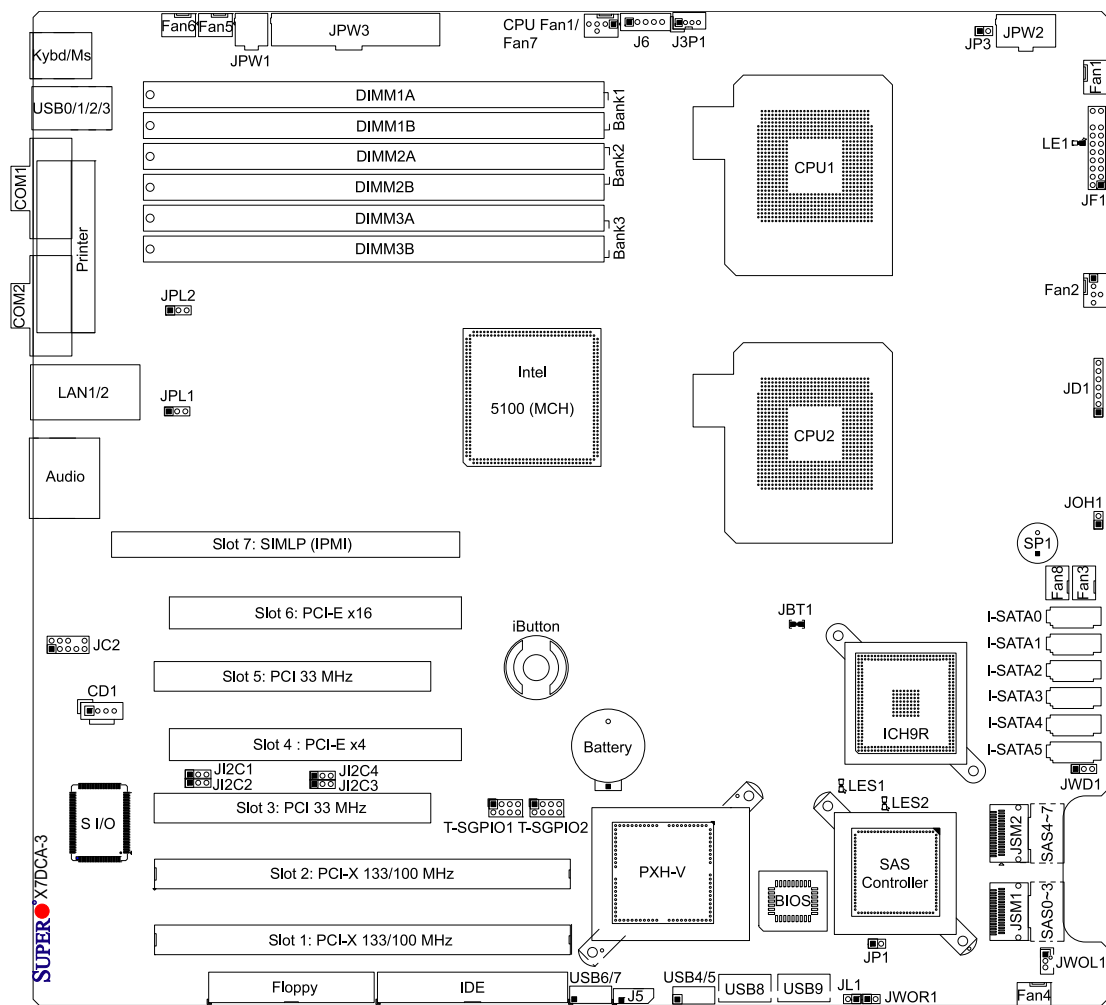 Fan6
Fan5
JPW1
JPW3
CPU Fan1/
Fan7
J6
J3P1
JP3
JPW2
Kybd/Ms
USB0/1/2/3
DIMM1A
DIMM1B
Bank1
DIMM2A
DIMM2B
Bank2
DIMM3A
DIMM3B
Bank3
CPU1
Fan1
LE1
JF1
COM1
Printer
COM2
JPL2
Fan2
LAN1/2
JPL1
Intel
5100 (MCH)
CPU2
JD1
Audio
JOH1
Slot 7: SIMLP (IPMI)
SP1
Fan8
Fan3
Slot 6: PCI-E x16
JBT1
I-SATA0
I-SATA1
I-SATA2
I-SATA3
I-SATA4
I-SATA5
iButton
JC2
Slot 5: PCI 33 MHz
CD1
ICH9R
Slot 4 : PCI-E x4
Battery
JWD1
JI2C1
JI2C2
JI2C4
JI2C3
LES1
LES2
Slot 3: PCI 33 MHz
T-SGPIO1
T-SGPIO2
S I/O
JSM2
SAS4~7
Slot 2: PCI-X 133/100 MHz
PXH-V
BIOS
SAS
Controller
X7DCA-3
SUPER
JSM1
SAS0~3
Slot 1: PCI-X 133/100 MHz
JP1
JWOL1
Floppy
IDE
USB6/7
J5
USB4/5
USB8
USB9
JL1
JWOR1
Fan4